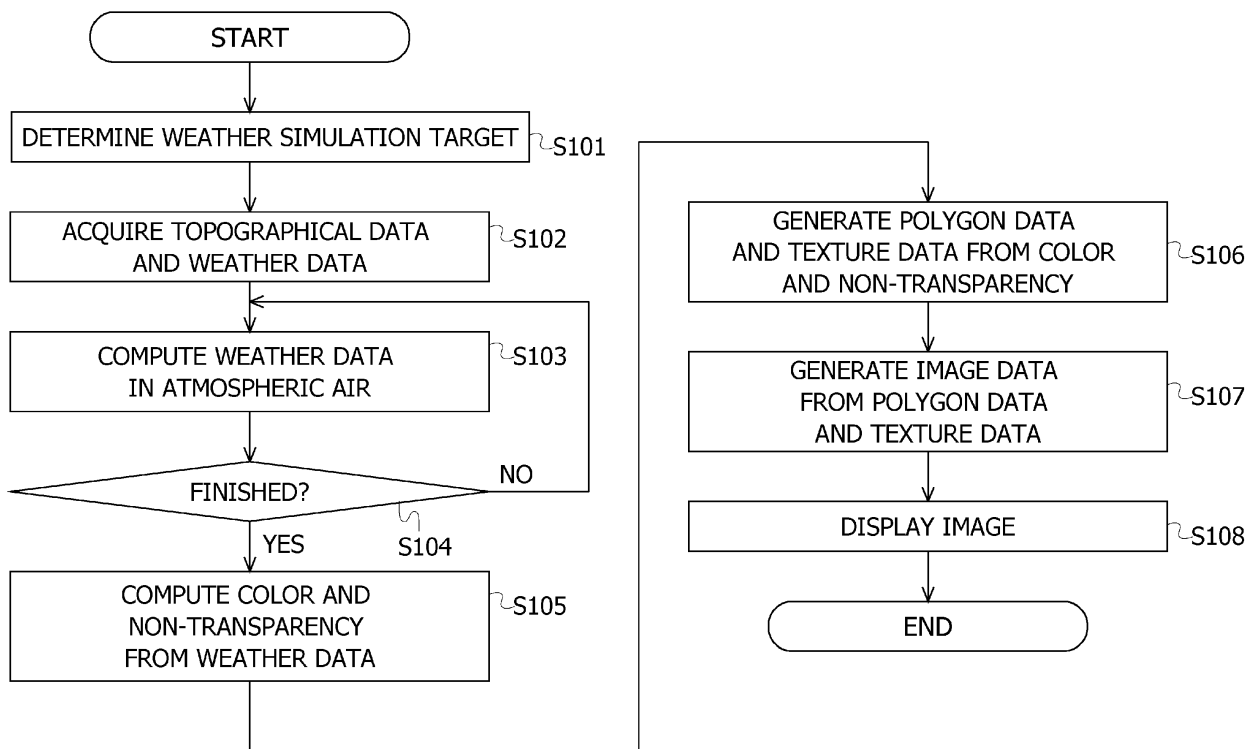 START
DETERMINE WEATHER SIMULATION TARGET
S101
ACQUIRE TOPOGRAPHICAL DATA
AND WEATHER DATA
S102
COMPUTE WEATHER DATA
IN ATMOSPHERIC AIR
S103
FINISHED?
NO
S104
YES
COMPUTE COLOR AND
NON-TRANSPARENCY
FROM WEATHER DATA
S105
GENERATE POLYGON DATA
AND TEXTURE DATA FROM COLOR
AND NON-TRANSPARENCY
S106
GENERATE IMAGE DATA
FROM POLYGON DATA
AND TEXTURE DATA
S107
DISPLAY IMAGE
S108
END